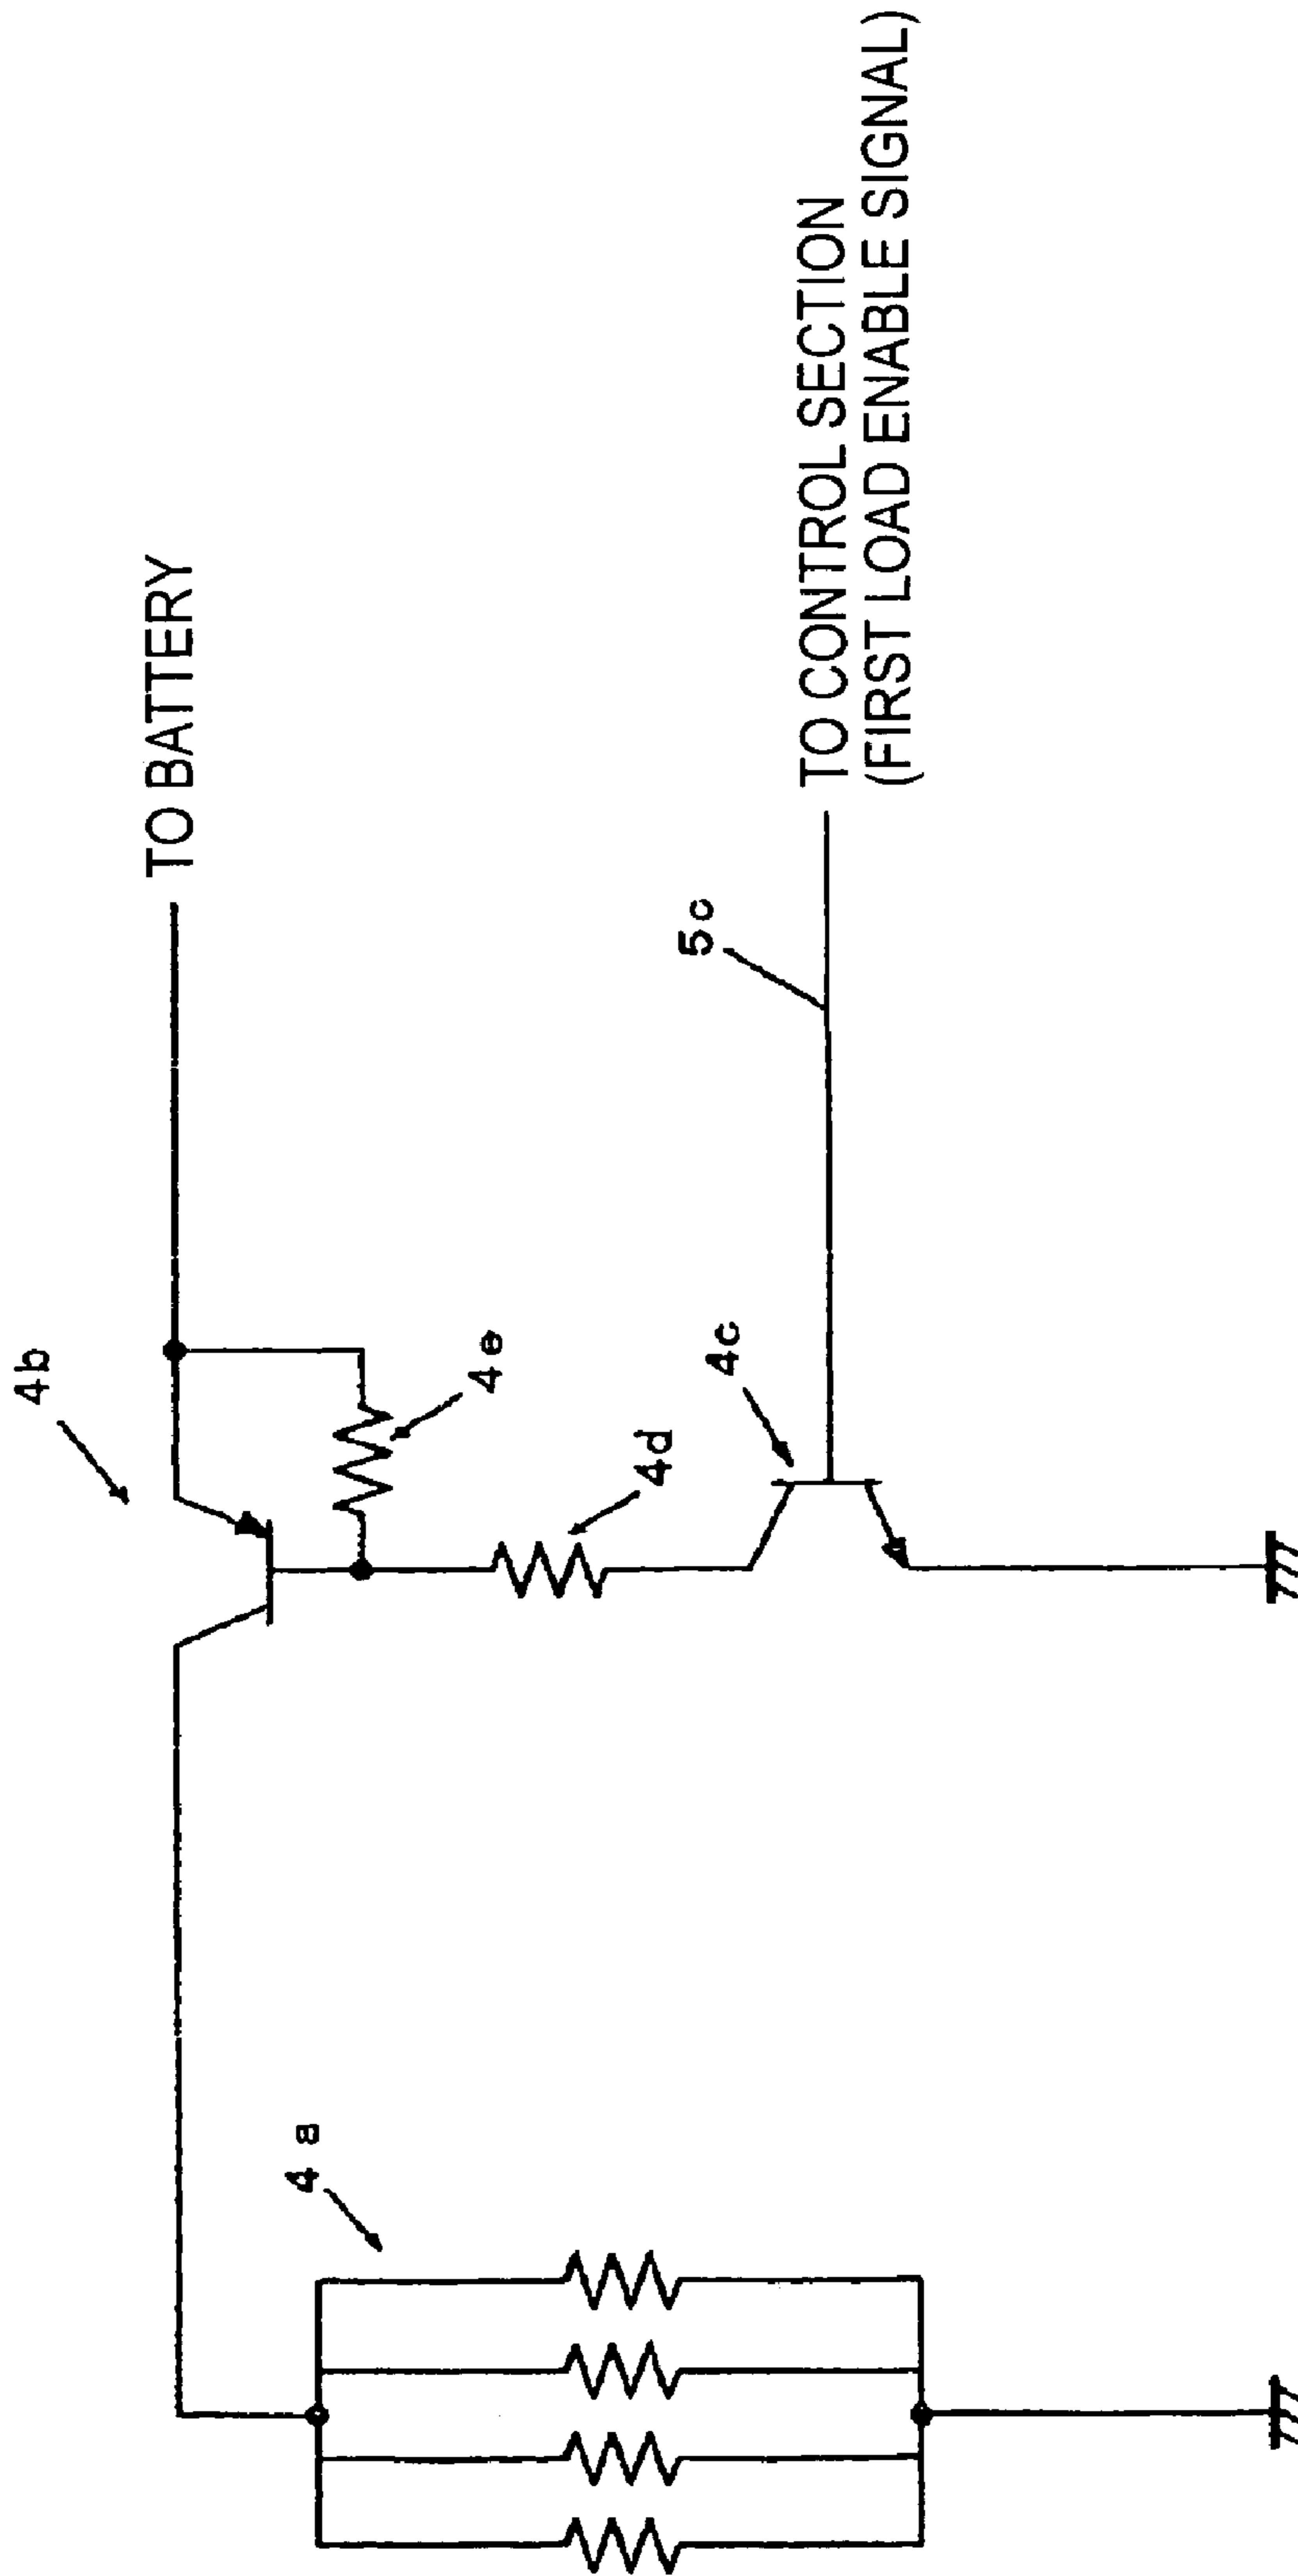 4b
TO BATTERY
4e
4d
4c
5c
TO CONTROL SECTION
(FIRST LOAD ENABLE SIGNAL)
4a